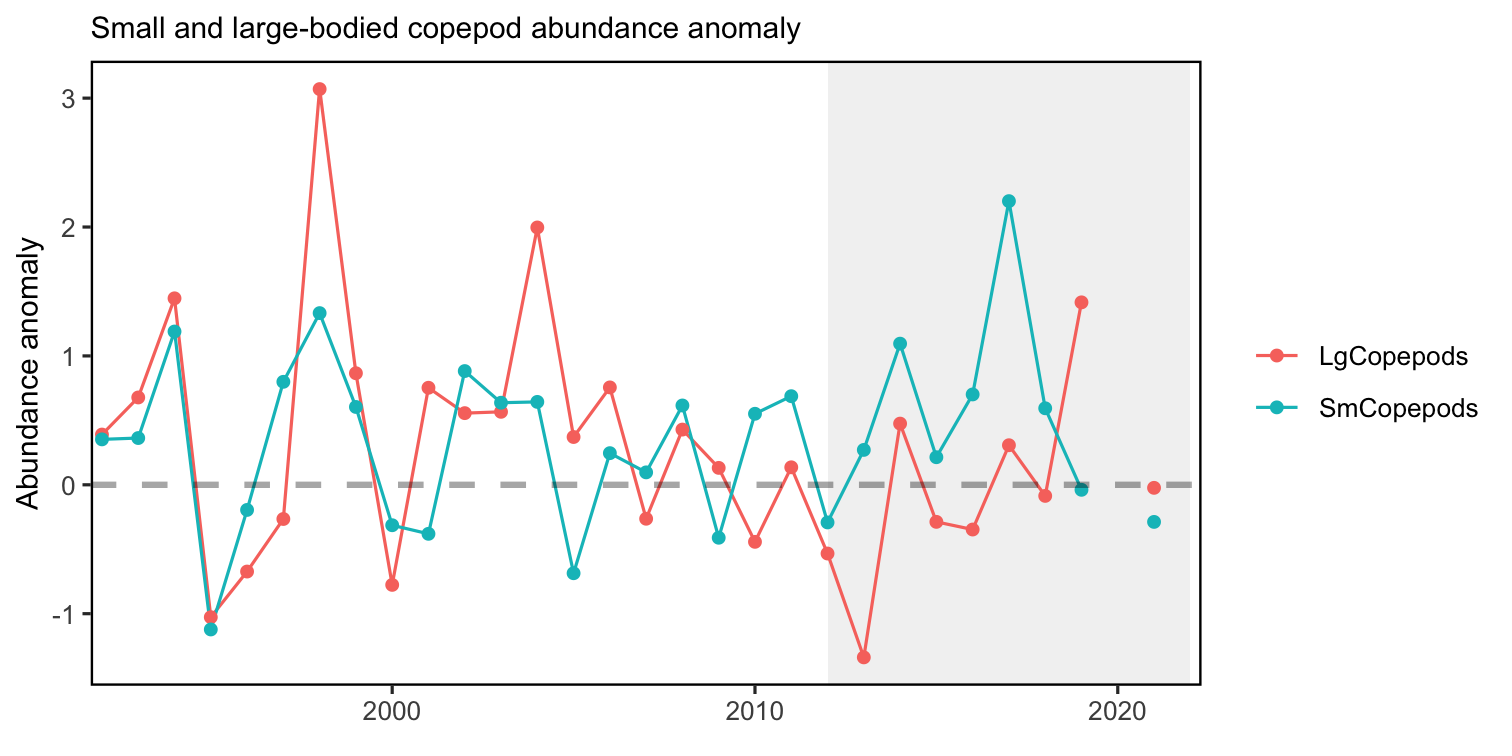 Small and large-bodied copepod abundance anomaly
Abundance anomaly
3
2
1
0
-1
2000
2010
2020
LgCopepods
SmCopepods